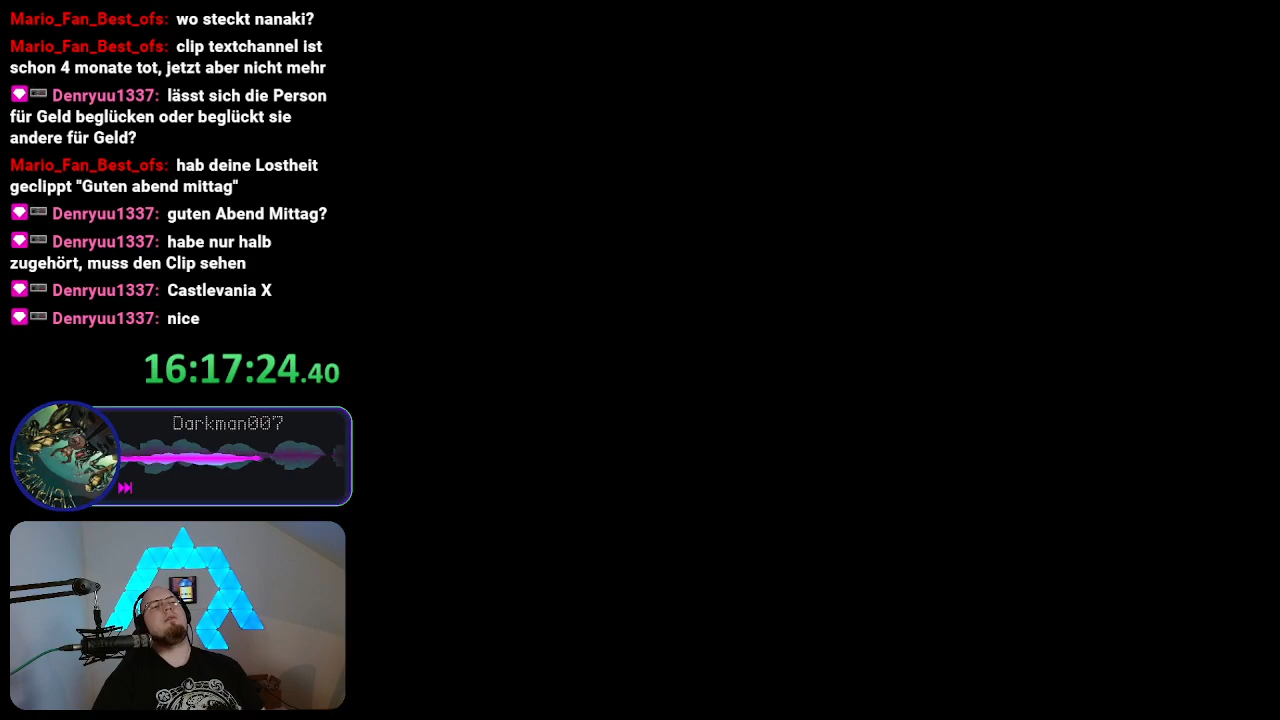 Mario_Fan_Best_ofs: wo steckt nanaki?
Mario_Fan_Best_ofs: clip textchannel ist
schon 4 monate tot, jetzt aber nicht mehr
Denryuu1337: lässt sich die Person
für Geld beglücken oder beglückt sie
andere für Geld?
Mario_Fan_Best_ofs: hab deine Lostheit
geclippt "Guten abend mittag"
Denryuu1337: guten Abend Mittag?
Denryuu1337: habe nur halb
zugehört, muss den Clip sehen
Denryuu1337: Castlevania X
Denryuu1337: nice
16:17:24.40
Darkman007